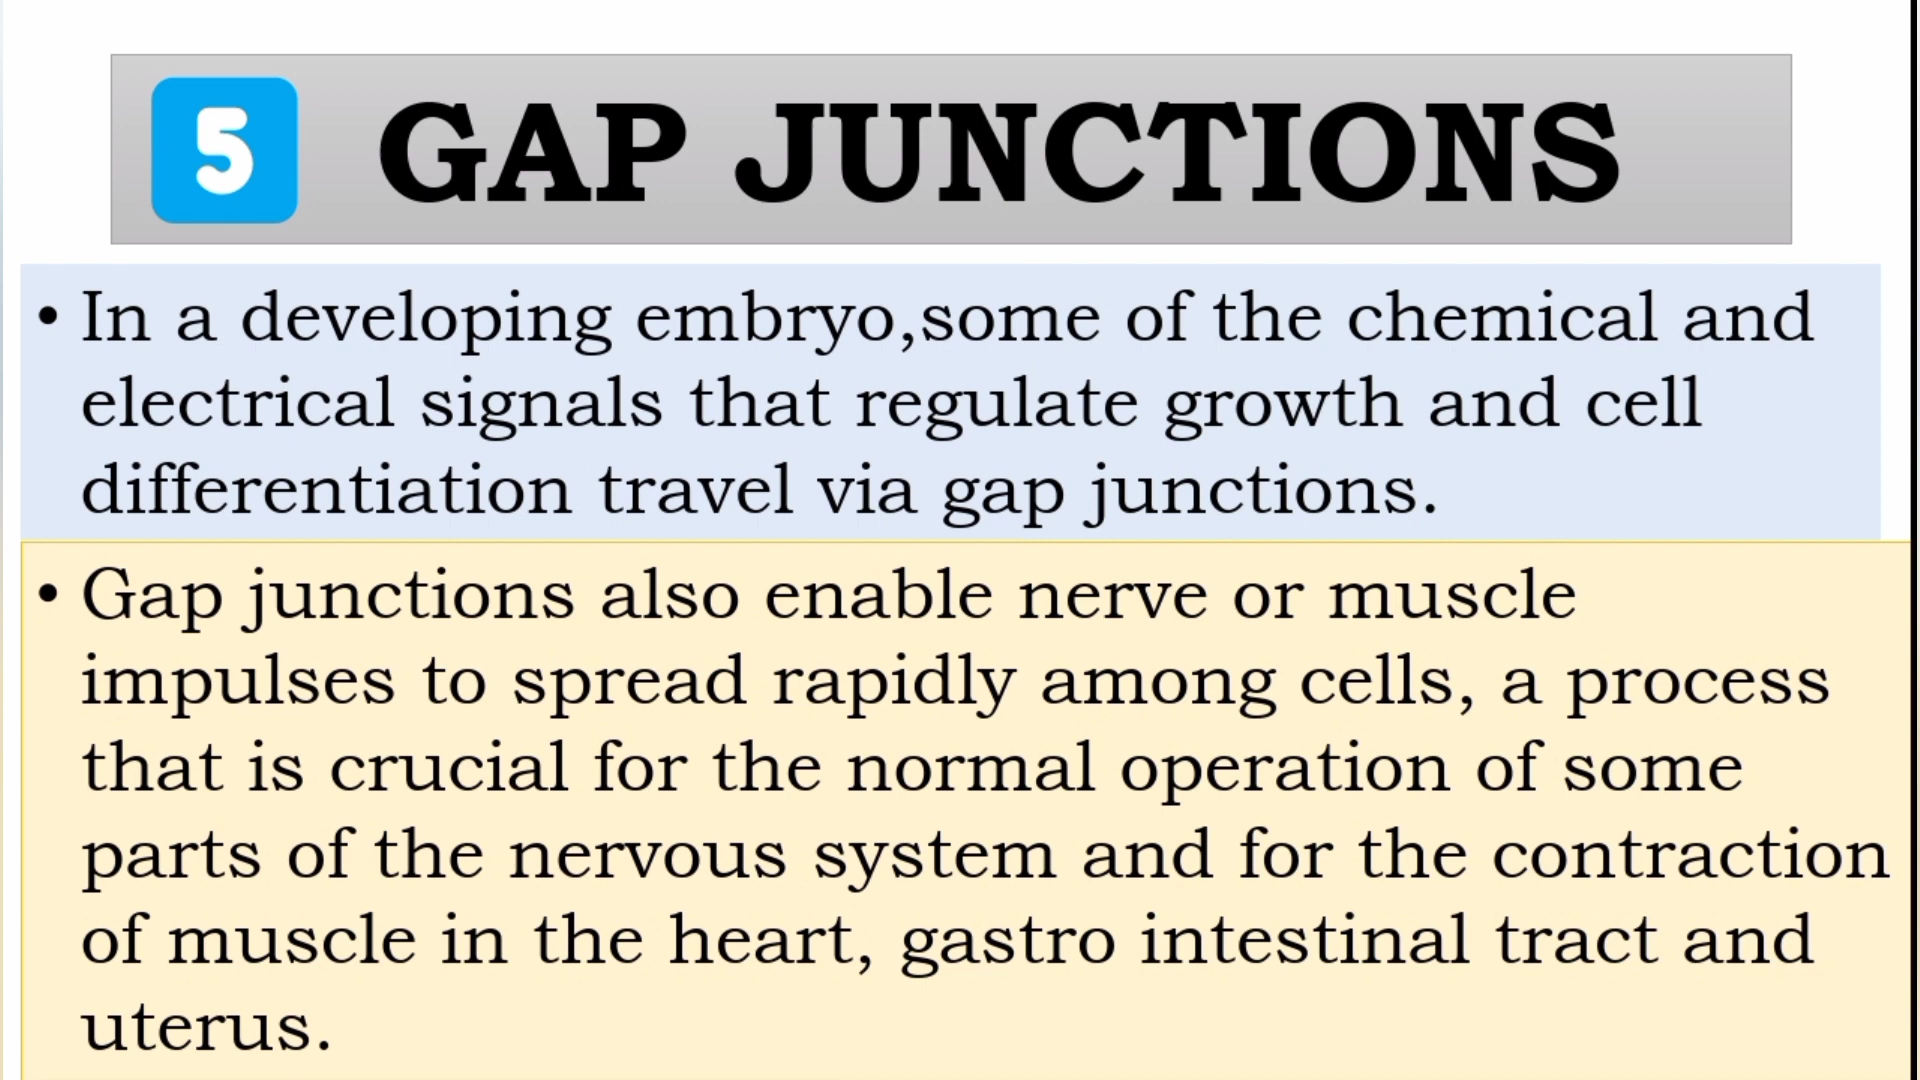 5 GAP JUNCTIONS
• In a developing embryo,some of the chemical and
electrical signals that regulate growth and cell
differentiation travel via gap junctions.
• Gap junctions also enable nerve or muscle
impulses to spread rapidly among cells, a process
that is crucial for the normal operation of some
parts of the nervous system and for the contraction
of muscle in the heart, gastro intestinal tract and
uterus.